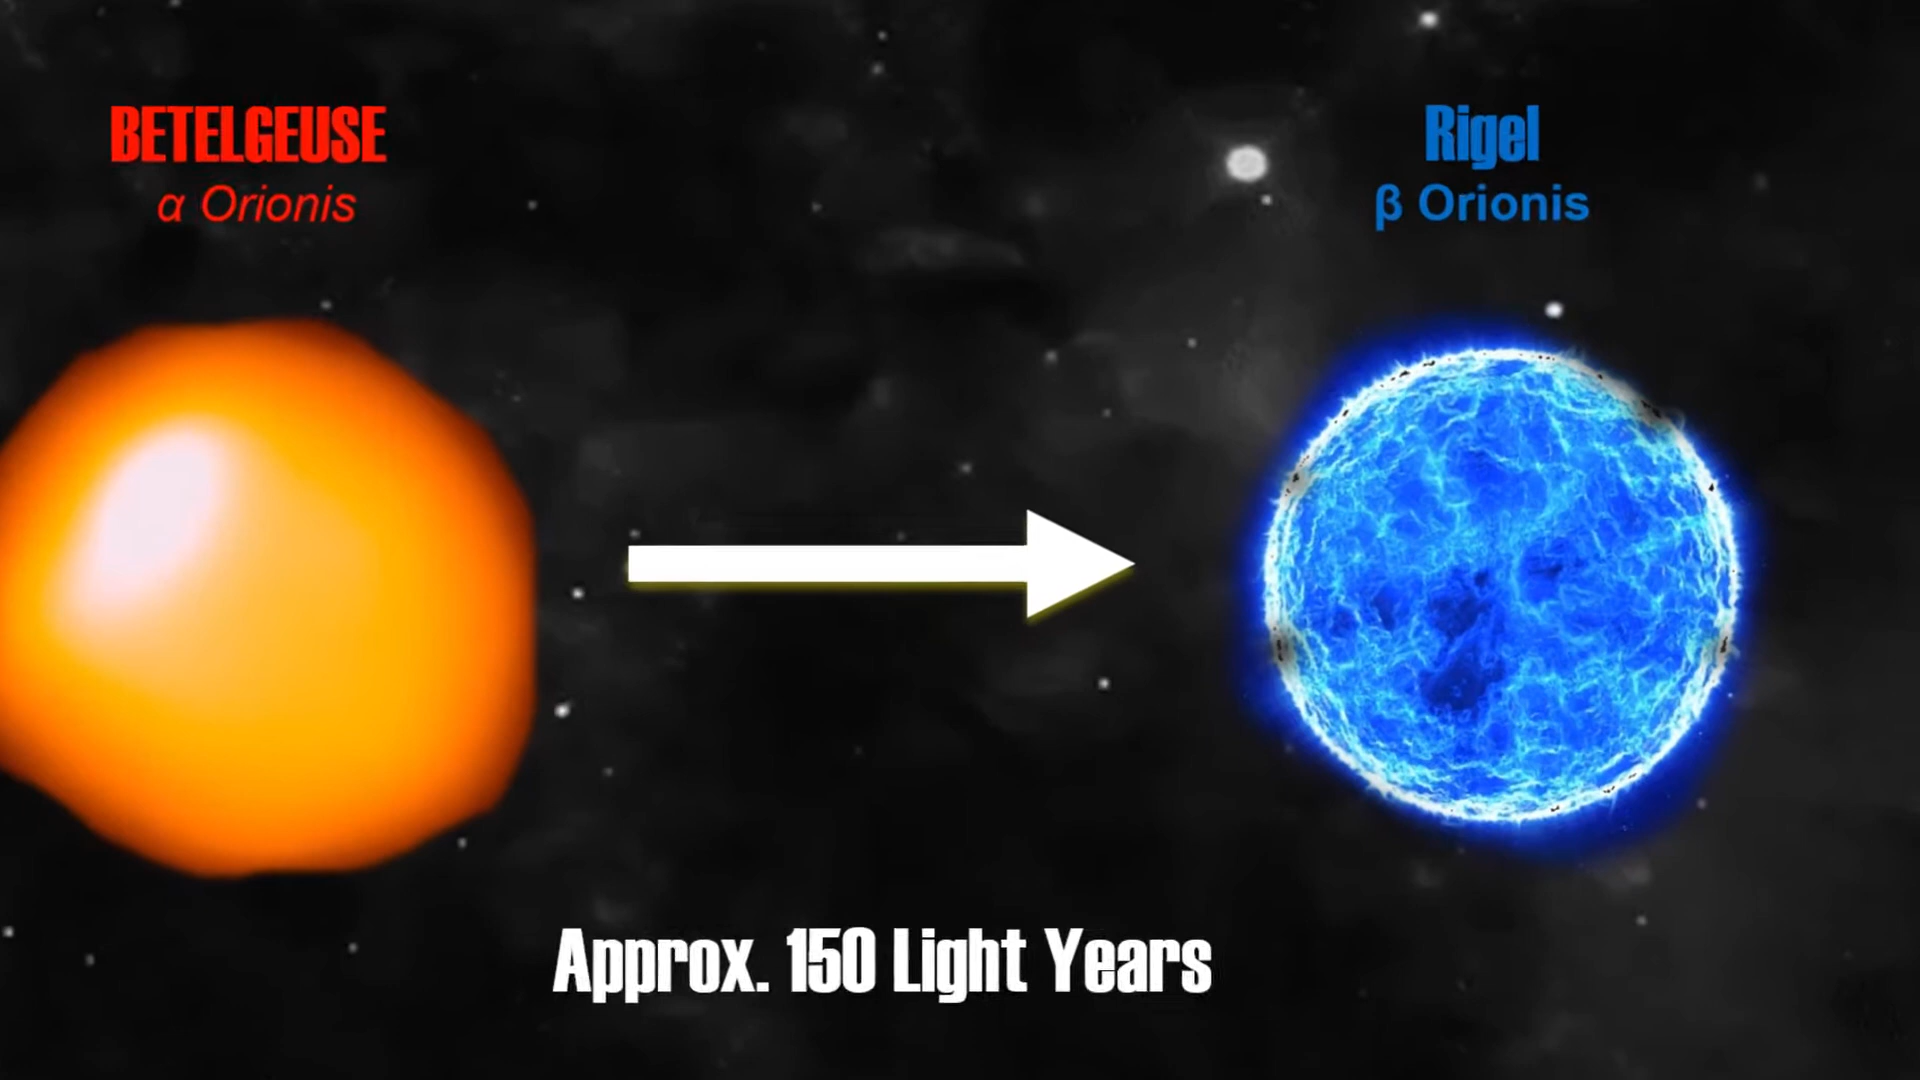 BETELGEUSE
α Orionis
Rigel
β Orionis
Approx. 150 Light Years